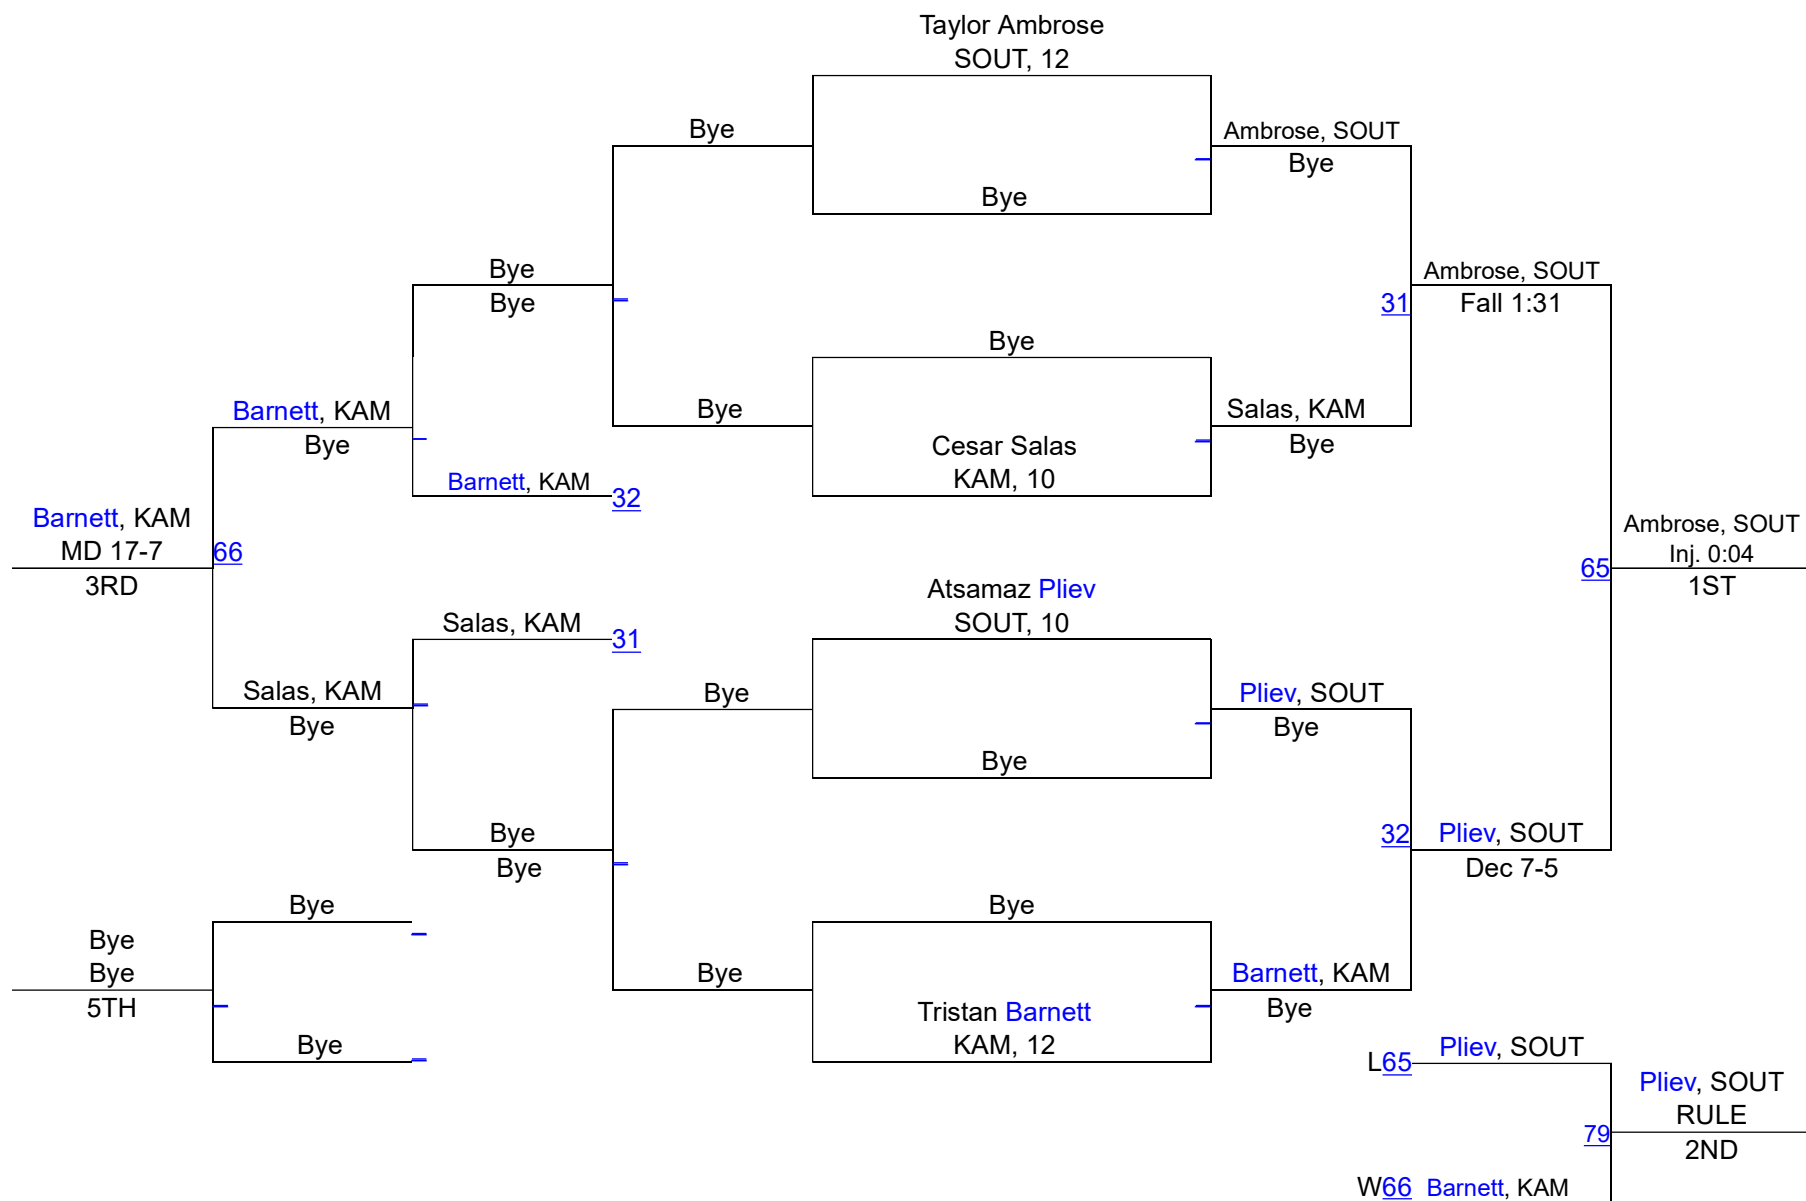 Taylor Ambrose
SOUT, 12
Bye
Ambrose, SOUT
Bye
Bye
Bye
Bye
Ambrose, SOUT
31
Fall 1:31
Bye
Barnett, KAM
Bye
Bye
Salas, KAM
Bye
Cesar Salas
KAM, 10
Barnett, KAM
32
Barnett, KAM
MD 17-7
66
3RD
Ambrose, SOUT
Inj. 0:04
65
1ST
Atsamaz Pliev
SOUT, 10
Salas, KAM
31
Salas, KAM
Bye
Bye
Pliev, SOUT
Bye
Bye
Bye
Bye
32
Pliev, SOUT
Dec 7-5
Bye
Bye
Bye
Bye
5TH
Bye
Bye
Barnett, KAM
Bye
Tristan Barnett
KAM, 12
L65
Pliev, SOUT
Pliev, SOUT
RULE
79
2ND
W66
Barnett, KAM